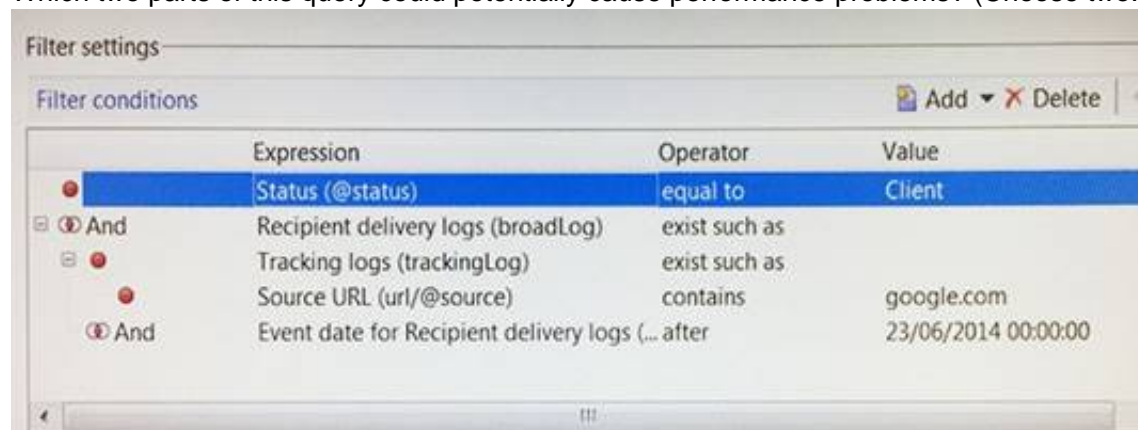 Which two parts of this query could potentially cause performance problems? (Choose two.
Filter settings
Filter conditions Add Delete
Expression Operator Value
Status (@status) equal to Client
And Recipient delivery logs (broadLog) exist such as
Tracking logs (trackingLog) exist such as
Source URL (url/@source) contains google.com
And Event date for Recipient delivery logs (... after 23/06/2014 00:00:00